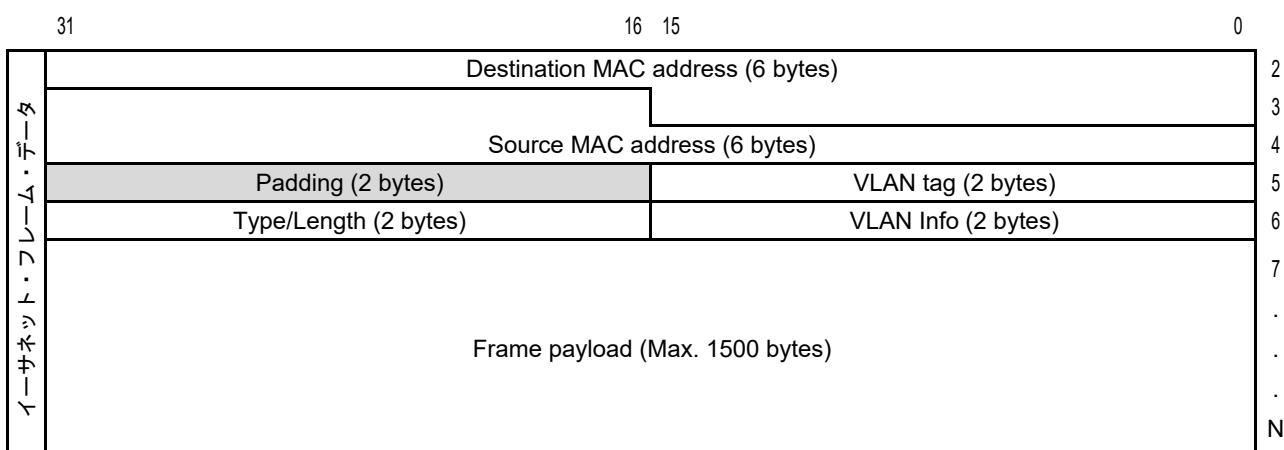 31 16 15 0
Destination MAC address (6 bytes) 2
3
Source MAC address (6 bytes) 4
Padding (2 bytes) VLAN tag (2 bytes) 5
Type/Length (2 bytes) VLAN Info (2 bytes) 6
7
.
Frame payload (Max. 1500 bytes) .
.
N
イーサネット・フレーム・データ